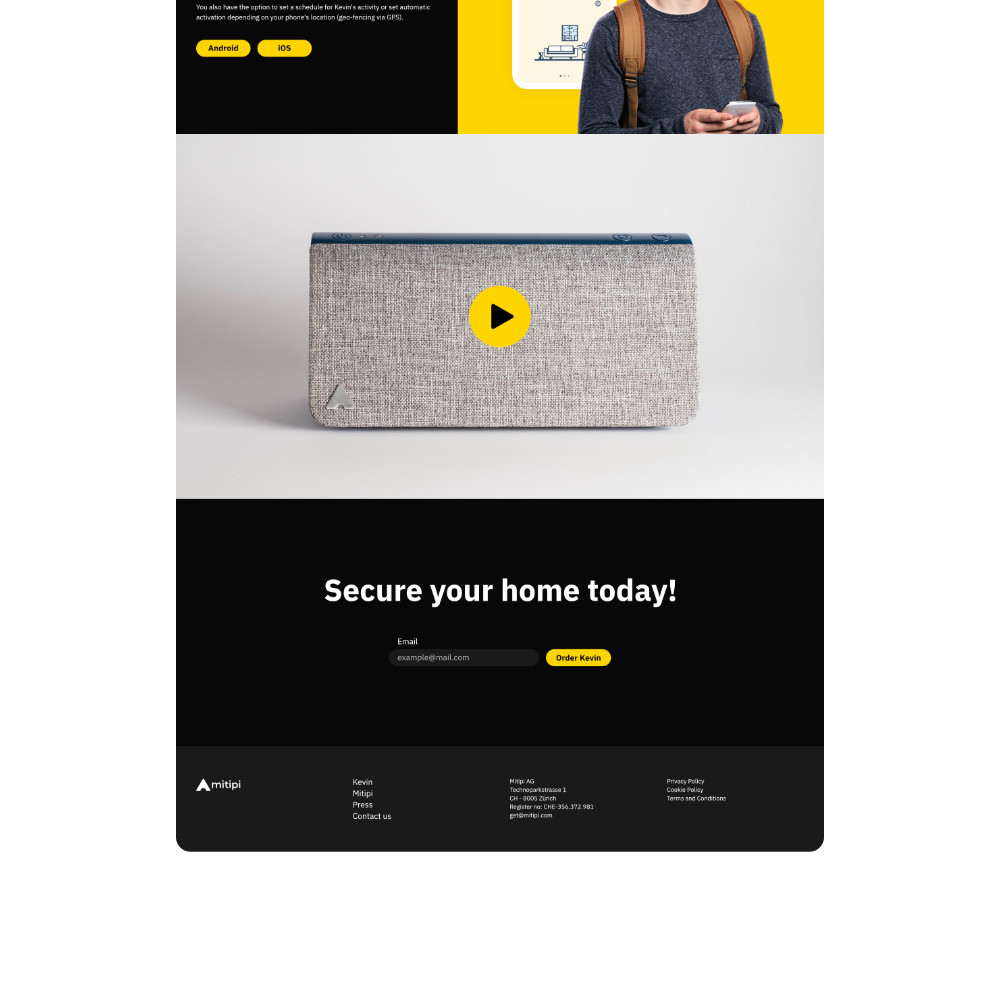 You also have the option to set a schedule for Kevin's activity or set automatic
activation depending on your phone's location (geo-fencing via GPS).
Android
iOS
Secure your home today!
Email
example@mail.com
Order Kevin
mitipi
Kevin
Mitipi
Press
Contact us
Mitipi AG
Technoparkstrasse 1
CH - 8005 Zürich
Register no: CHE-356.372.981
get@mitipi.com
Privacy Policy
Cookie Policy
Terms and Conditions